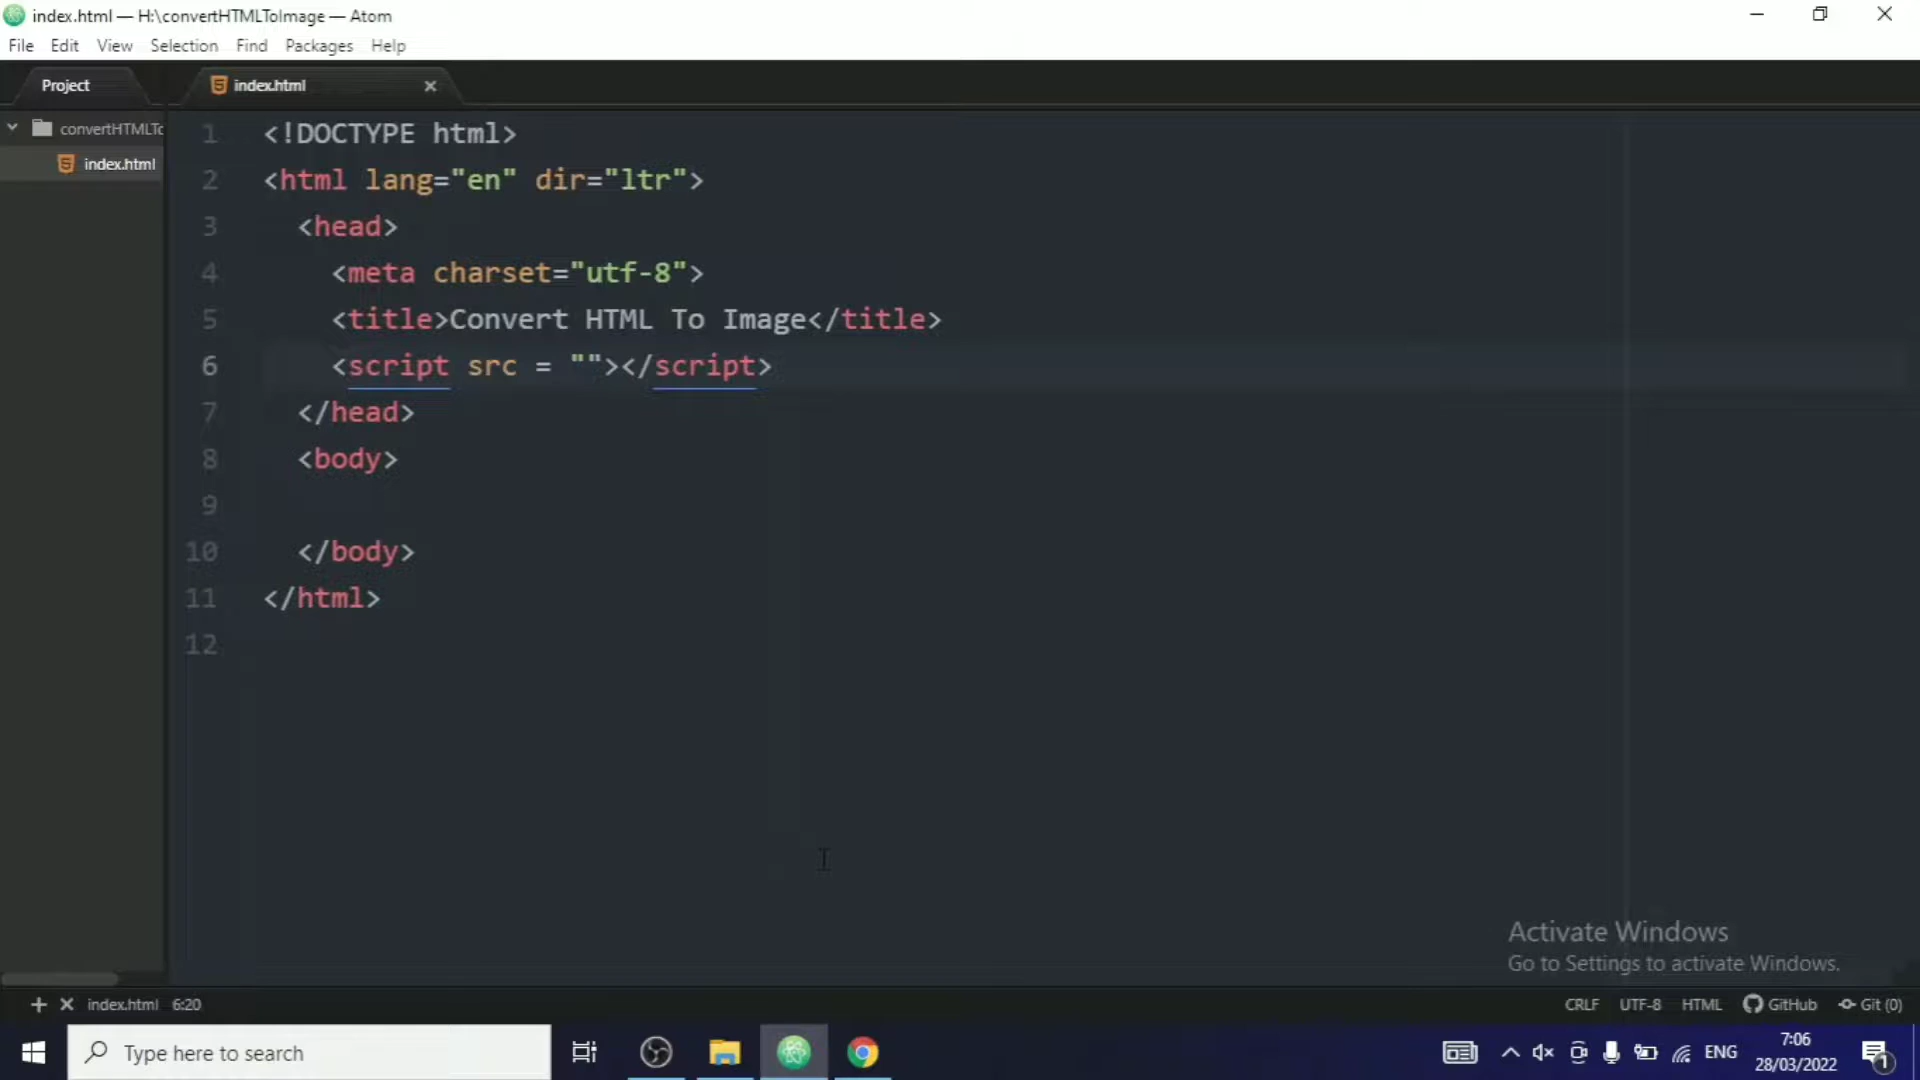 index.html — H:\convertHTMLToImage — Atom
File Edit View Selection Find Packages Help
Project
index.html
convertHTMLTo
index.html
1 <!DOCTYPE html>
2 <html lang="en" dir="ltr">
3 <head>
4 <meta charset="utf-8">
5 <title>Convert HTML To Image</title>
6 <script src = ""></script>
7 </head>
8 <body>
9
10 </body>
11 </html>
12
Activate Windows
Go to Settings to activate Windows.
index.html 6:20
CRLF UTF-8 HTML GitHub Git (0)
Type here to search
ENG
7:06
28/03/2022
1